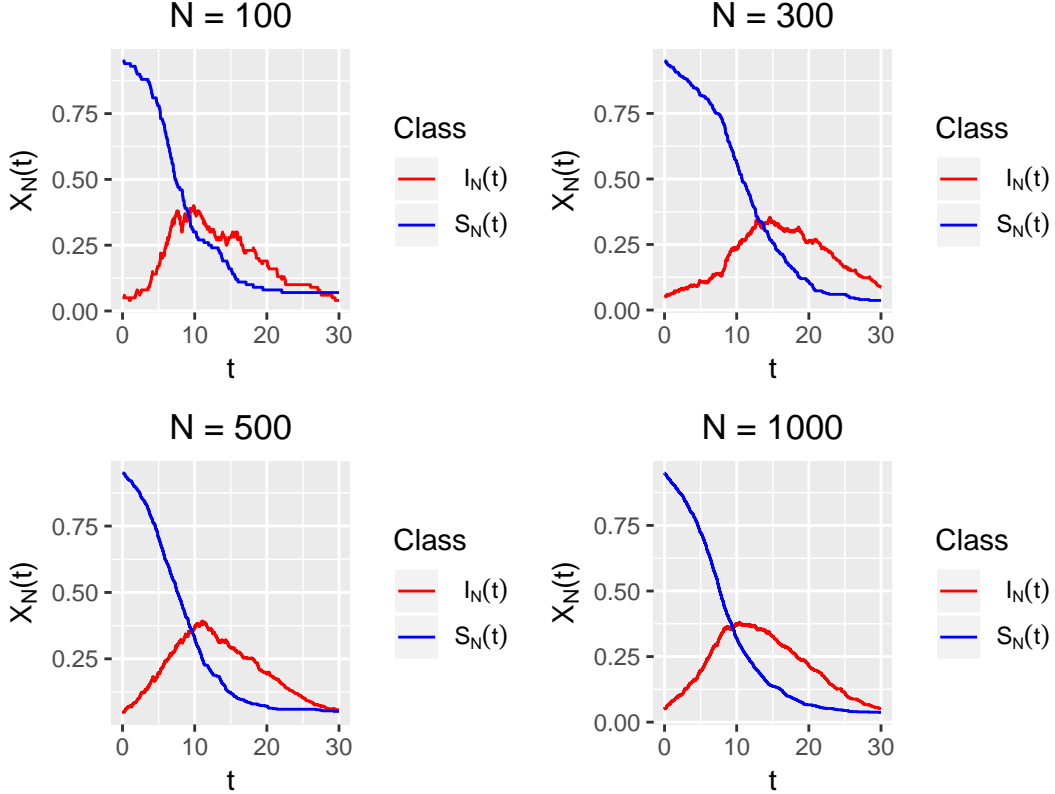 N = 100
X_N(t)
0.75
0.50
0.25
0.00
0 10 20 30
t
Class
I_N(t)
S_N(t)
N = 300
X_N(t)
0.75
0.50
0.25
0.00
0 10 20 30
t
Class
I_N(t)
S_N(t)
N = 500
X_N(t)
0.75
0.50
0.25
0 10 20 30
t
Class
I_N(t)
S_N(t)
N = 1000
X_N(t)
0.75
0.50
0.25
0.00
0 10 20 30
t
Class
I_N(t)
S_N(t)